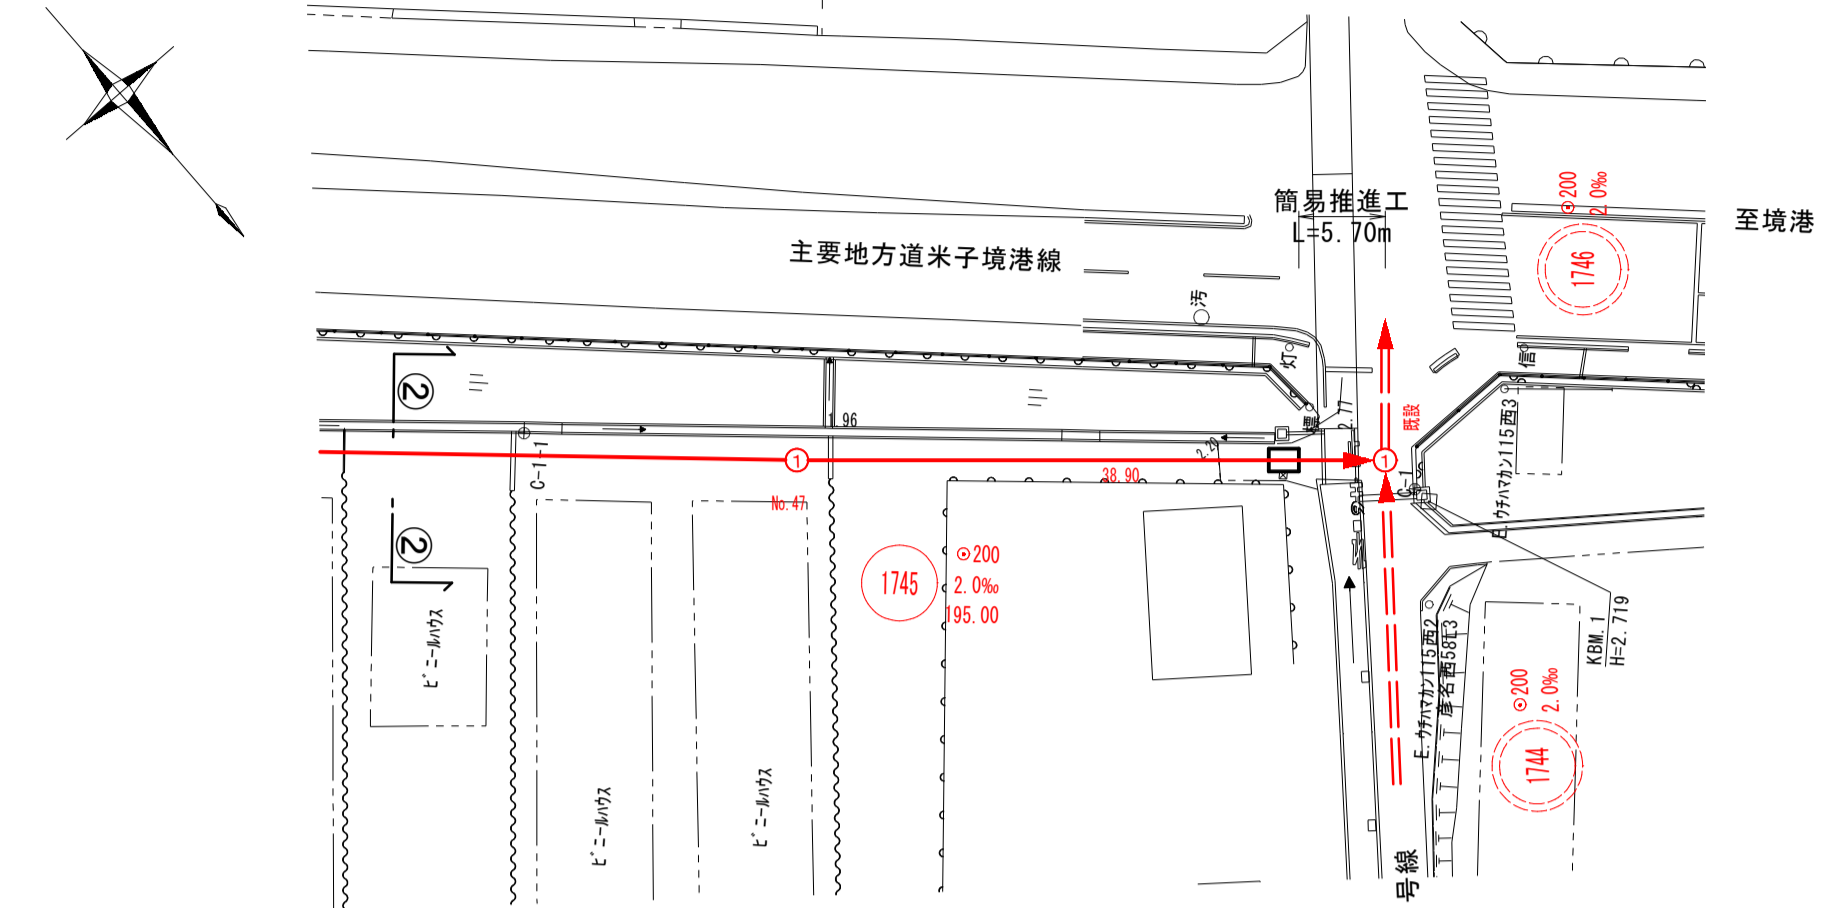 簡易推進工
L=5.70m
主要地方道米子境港線
至境港
⊙200
2.0‰
1746
汚
灯
信
標
2.77
既設
E.ウチハマカン115西3
②
1.96
C-1-1
2.20
①
①
38.90
C-1
No.47
②
1745
⊙200
2.0‰
195.00
ビニールハウス
ビニールハウス
ビニールハウス
E.ウチハマカン115西2
彦名西58L3
KBM.1
H=2.719
⊙200
2.0‰
1744
号線